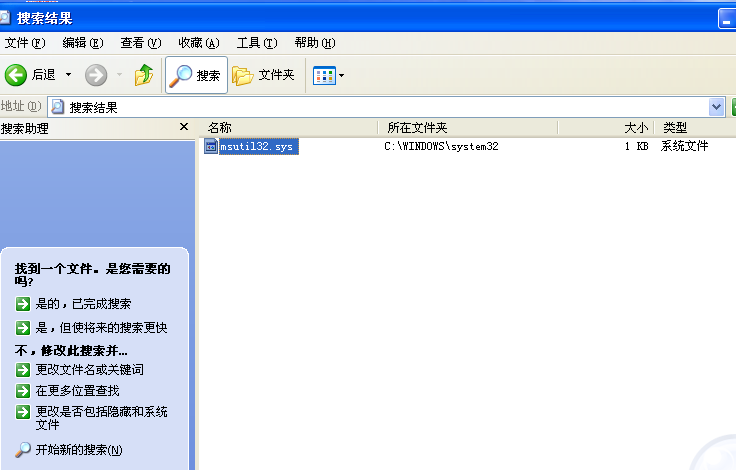 搜索结果
文件(F) 编辑(E) 查看(V) 收藏(A) 工具(T) 帮助(H)
后退 搜索 文件夹
地址(D) 搜索结果
搜索助理
名称 所在文件夹 大小 类型
msutil32.sys C:\WINDOWS\system32 1 KB 系统文件
找到一个文件。是您需要的
吗?
是的，已完成搜索
是，但使将来的搜索更快
不，修改此搜索并...
更改文件名或关键词
在更多位置查找
更改是否包括隐藏和系统
文件
开始新的搜索(N)